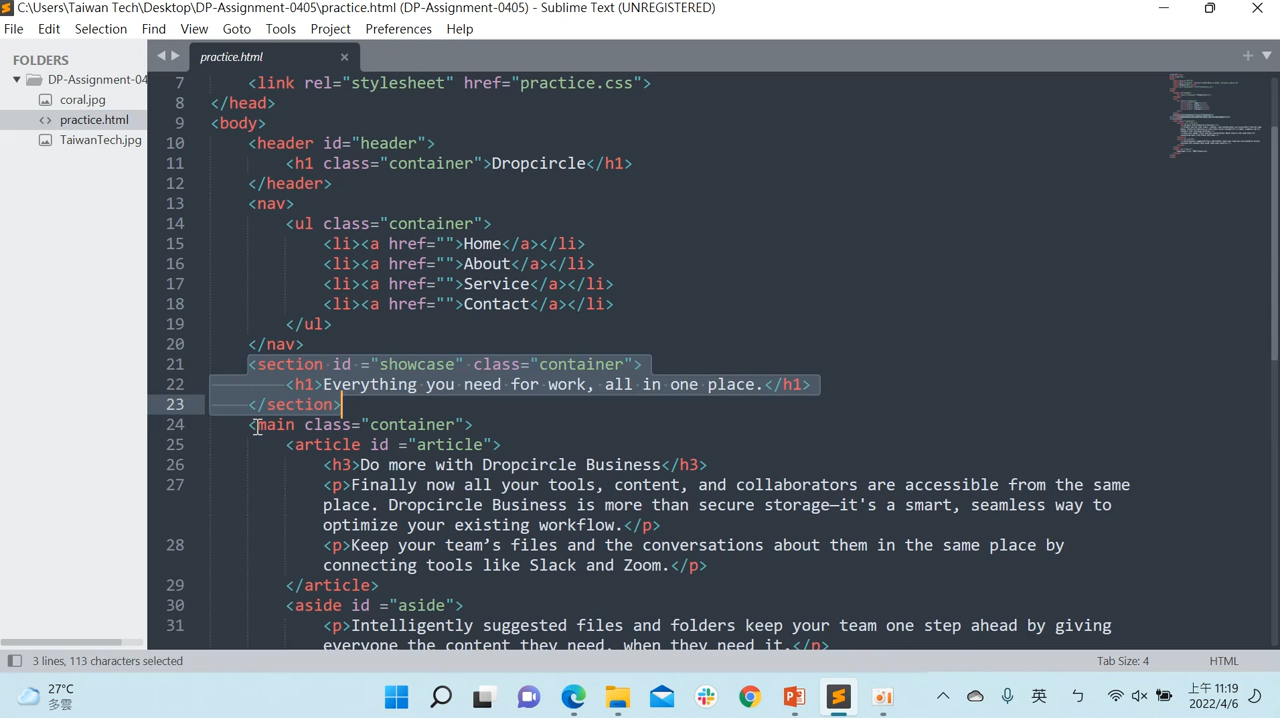 C:\Users\Taiwan Tech\Desktop\DP-Assignment-0405\practice.html (DP-Assignment-0405) - Sublime Text (UNREGISTERED)
File Edit Selection Find View Goto Tools Project Preferences Help
FOLDERS
DP-Assignment-04
coral.jpg
practice.html
TaiwanTech.jpg
practice.html
7 <link rel="stylesheet" href="practice.css">
8 </head>
9 <body>
10 <header id="header">
11 <h1 class="container">Dropcircle</h1>
12 </header>
13 <nav>
14 <ul class="container">
15 <li><a href="">Home</a></li>
16 <li><a href="">About</a></li>
17 <li><a href="">Service</a></li>
18 <li><a href="">Contact</a></li>
19 </ul>
20 </nav>
21 <section id ="showcase" class="container">
22 <h1>Everything you need for work, all in one place.</h1>
23 </section>
24 <main class="container">
25 <article id ="article">
26 <h3>Do more with Dropcircle Business</h3>
27 <p>Finally now all your tools, content, and collaborators are accessible from the same
place. Dropcircle Business is more than secure storage—it's a smart, seamless way to
optimize your existing workflow.</p>
28 <p>Keep your team’s files and the conversations about them in the same place by
connecting tools like Slack and Zoom.</p>
29 </article>
30 <aside id ="aside">
31 <p>Intelligently suggested files and folders keep your team one step ahead by giving
everyone the content they need, when they need it.</p>
3 lines, 113 characters selected
Tab Size: 4
HTML
27°C
多雲
英
ㄅ
上午 11:19
2022/4/6